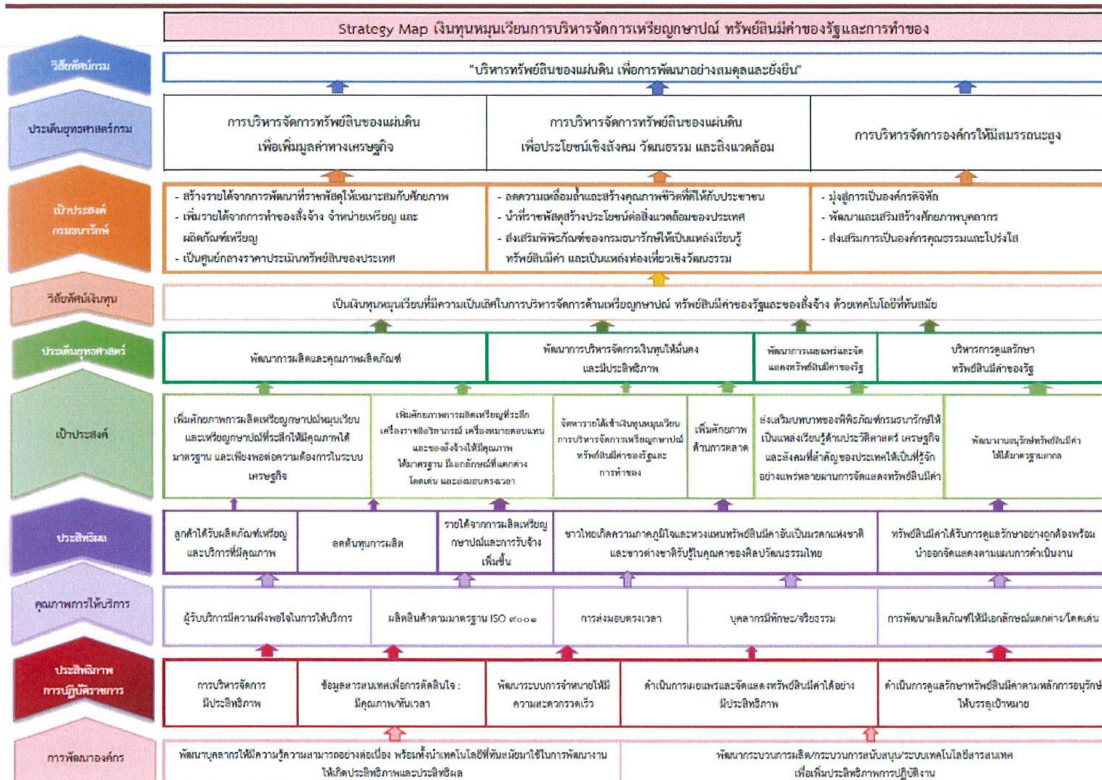 Strategy Map เงินทุนหมุนเวียนการบริหารจัดการเหรียญกษาปณ์ ทรัพย์สินมีค่าของรัฐและการทำของ
วิสัยทัศน์กรม
"บริหารทรัพย์สินของแผ่นดิน เพื่อการพัฒนาอย่างสมดุลและยั่งยืน"
ประเด็นยุทธศาสตร์กรม
การบริหารจัดการทรัพย์สินของแผ่นดิน
เพื่อเพิ่มมูลค่าทางเศรษฐกิจ
การบริหารจัดการทรัพย์สินของแผ่นดิน
เพื่อประโยชน์เชิงสังคม วัฒนธรรม และสิ่งแวดล้อม
การบริหารจัดการองค์กรให้มีสมรรถนะสูง
เป้าประสงค์
กรมธนารักษ์
- สร้างรายได้จากการพัฒนาที่ราชพัสดุให้เหมาะสมกับศักยภาพ
- เพิ่มรายได้จากการทำของสั่งจ้าง จำหน่ายเหรียญ และ
ผลิตภัณฑ์เหรียญ
- เป็นศูนย์กลางราคาประเมินทรัพย์สินของประเทศ
- ลดความเหลื่อมล้ำและสร้างคุณภาพชีวิตที่ดีให้กับประชาชน
- นำที่ราชพัสดุสร้างประโยชน์ต่อสิ่งแวดล้อมของประเทศ
- ส่งเสริมพิพิธภัณฑ์ของกรมธนารักษ์ให้เป็นแหล่งเรียนรู้
ทรัพย์สินมีค่า และเป็นแหล่งท่องเที่ยวเชิงวัฒนธรรม
- มุ่งสู่การเป็นองค์กรดิจิทัล
- พัฒนาและเสริมสร้างศักยภาพบุคลากร
- ส่งเสริมการเป็นองค์กรคุณธรรมและโปร่งใส
วิสัยทัศน์เงินทุน
เป็นเงินทุนหมุนเวียนที่มีความเป็นเลิศในการบริหารจัดการด้านเหรียญกษาปณ์ ทรัพย์สินมีค่าของรัฐและของสั่งจ้าง ด้วยเทคโนโลยีที่ทันสมัย
ประเด็นยุทธศาสตร์
พัฒนาการผลิตและคุณภาพผลิตภัณฑ์
พัฒนาการบริหารจัดการเงินทุนให้มั่นคง
และมีประสิทธิภาพ
พัฒนาการเผยแพร่และจัด
แสดงทรัพย์สินมีค่าของรัฐ
บริหารการดูแลรักษา
ทรัพย์สินมีค่าของรัฐ
เป้าประสงค์
เพิ่มศักยภาพการผลิตเหรียญกษาปณ์หมุนเวียน
และเหรียญกษาปณ์ที่ระลึกให้มีคุณภาพได้
มาตรฐาน และเพียงพอต่อความต้องการในระบบ
เศรษฐกิจ
เพิ่มศักยภาพการผลิตเหรียญที่ระลึก
เครื่องราชอิสริยาภรณ์ เครื่องหมายตอบแทน
และของสั่งจ้างให้มีคุณภาพ
ได้มาตรฐาน มีเอกลักษณ์ที่แตกต่าง
โดดเด่น และส่งมอบตรงเวลา
จัดหารายได้เข้าเงินทุนหมุนเวียน
การบริหารจัดการเหรียญกษาปณ์
ทรัพย์สินมีค่าของรัฐและ
การทำของ
เพิ่มศักยภาพ
ด้านการตลาด
ส่งเสริมบทบาทของพิพิธภัณฑ์กรมธนารักษ์ให้
เป็นแหล่งเรียนรู้ด้านประวัติศาสตร์ เศรษฐกิจ
และสังคมที่สำคัญของประเทศให้เป็นที่รู้จัก
อย่างแพร่หลายผ่านการจัดแสดงทรัพย์สินมีค่า
พัฒนางานอนุรักษ์ทรัพย์สินมีค่า
ให้ได้มาตรฐานสากล
ประสิทธิผล
ลูกค้าได้รับผลิตภัณฑ์เหรียญ
และบริการที่มีคุณภาพ
ลดต้นทุนการผลิต
รายได้จากการผลิตเหรียญ
กษาปณ์และการรับจ้าง
เพิ่มขึ้น
ชาวไทยเกิดความภาคภูมิใจและหวงแหนทรัพย์สินมีค่าอันเป็นมรดกแห่งชาติ
และชาวต่างชาติรับรู้ในคุณค่าของศิลปวัฒนธรรมไทย
ทรัพย์สินมีค่าได้รับการดูแลรักษาอย่างถูกต้องพร้อม
นำออกจัดแสดงตามแผนการดำเนินงาน
คุณภาพการให้บริการ
ผู้รับบริการมีความพึงพอใจในการให้บริการ
ผลิตสินค้าตามมาตรฐาน ISO ๙๐๐๑
การส่งมอบตรงเวลา
บุคลากรมีทักษะ/จริยธรรม
การพัฒนาผลิตภัณฑ์ให้มีเอกลักษณ์แตกต่าง/โดดเด่น
ประสิทธิภาพ
การปฏิบัติราชการ
การบริหารจัดการ
มีประสิทธิภาพ
ข้อมูลสารสนเทศเพื่อการตัดสินใจ :
มีคุณภาพ/ทันเวลา
พัฒนาระบบการจำหน่ายให้มี
ความสะดวกรวดเร็ว
ดำเนินการเผยแพร่และจัดแสดงทรัพย์สินมีค่าได้อย่าง
มีประสิทธิภาพ
ดำเนินการดูแลรักษาทรัพย์สินมีค่าตามหลักการอนุรักษ์
ให้บรรลุเป้าหมาย
การพัฒนาองค์กร
พัฒนาบุคลากรให้มีความรู้ความสามารถอย่างต่อเนื่อง พร้อมทั้งนำเทคโนโลยีที่ทันสมัยมาใช้ในการพัฒนางาน
ให้เกิดประสิทธิภาพและประสิทธิผล
พัฒนากระบวนการผลิต/กระบวนการสนับสนุน/ระบบเทคโนโลยีสารสนเทศ
เพื่อเพิ่มประสิทธิภาพการปฏิบัติงาน